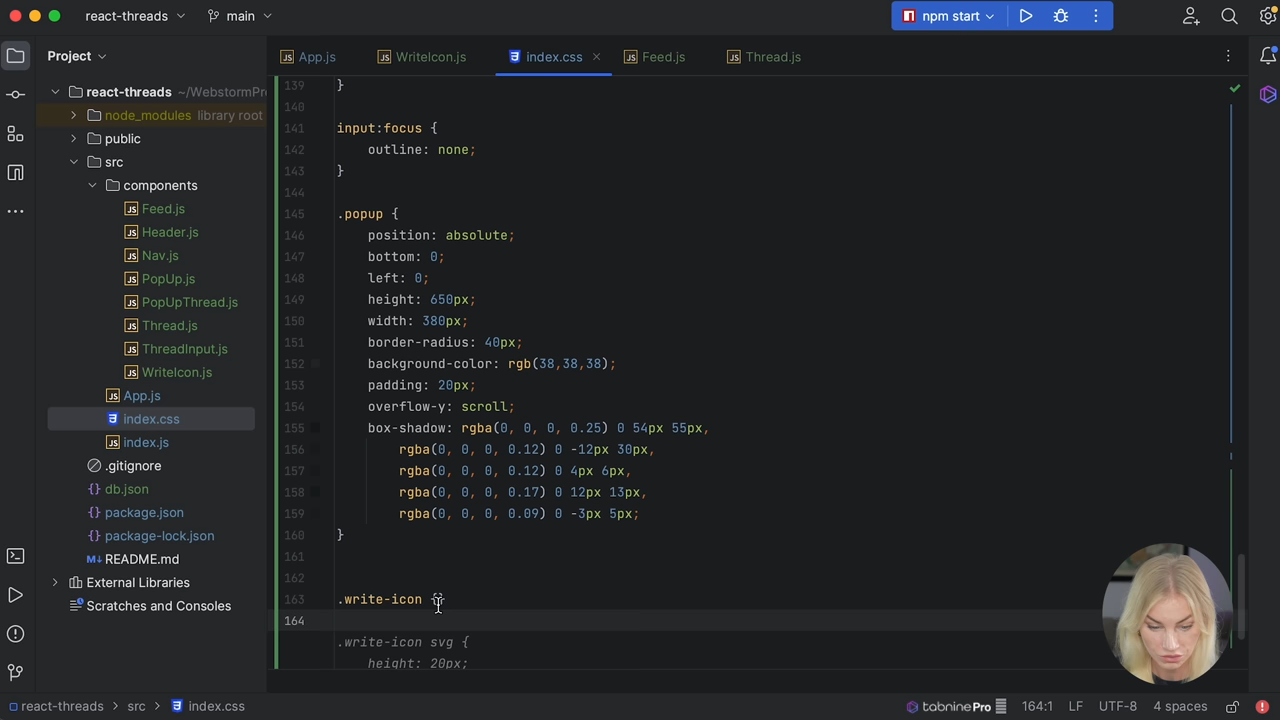 react-threads
main
npm start
Project
App.js
WriteIcon.js
index.css
Feed.js
Thread.js
react-threads ~/WebstormPr
node_modules library root
public
src
components
Feed.js
Header.js
Nav.js
PopUp.js
PopUpThread.js
Thread.js
ThreadInput.js
WriteIcon.js
App.js
index.css
index.js
.gitignore
db.json
package.json
package-lock.json
README.md
External Libraries
Scratches and Consoles
139 }
140
141 input:focus {
142 outline: none;
143 }
144
145 .popup {
146 position: absolute;
147 bottom: 0;
148 left: 0;
149 height: 650px;
150 width: 380px;
151 border-radius: 40px;
152 background-color: rgb(38,38,38);
153 padding: 20px;
154 overflow-y: scroll;
155 box-shadow: rgba(0, 0, 0, 0.25) 0 54px 55px,
156 rgba(0, 0, 0, 0.12) 0 -12px 30px,
157 rgba(0, 0, 0, 0.12) 0 4px 6px,
158 rgba(0, 0, 0, 0.17) 0 12px 13px,
159 rgba(0, 0, 0, 0.09) 0 -3px 5px;
160 }
161
162
163 .write-icon {}
164
.write-icon svg {
height: 20px;
react-threads > src > index.css
tabnine Pro
164:1 LF UTF-8 4 spaces